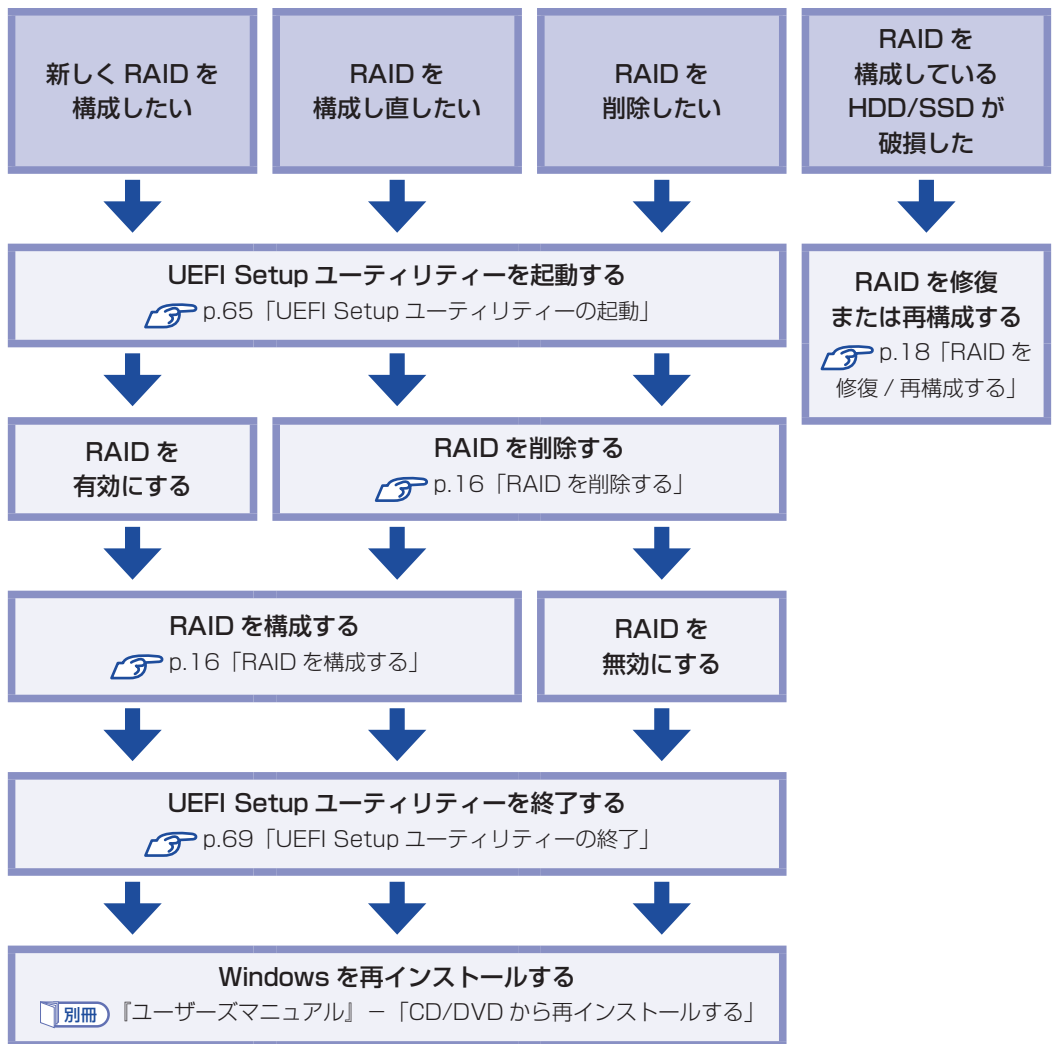 新しく RAID を
構成したい
RAID を
構成し直したい
RAID を
削除したい
RAID を
構成している
HDD/SSD が
破損した
UEFI Setup ユーティリティーを起動する
p.65「UEFI Setup ユーティリティーの起動」
RAID を修復
または再構成する
p.18「RAID を
修復 / 再構成する」
RAID を
有効にする
RAID を削除する
p.16「RAID を削除する」
RAID を構成する
p.16「RAID を構成する」
RAID を
無効にする
UEFI Setup ユーティリティーを終了する
p.69「UEFI Setup ユーティリティーの終了」
Windows を再インストールする
別冊 『ユーザーズマニュアル』－「CD/DVD から再インストールする」